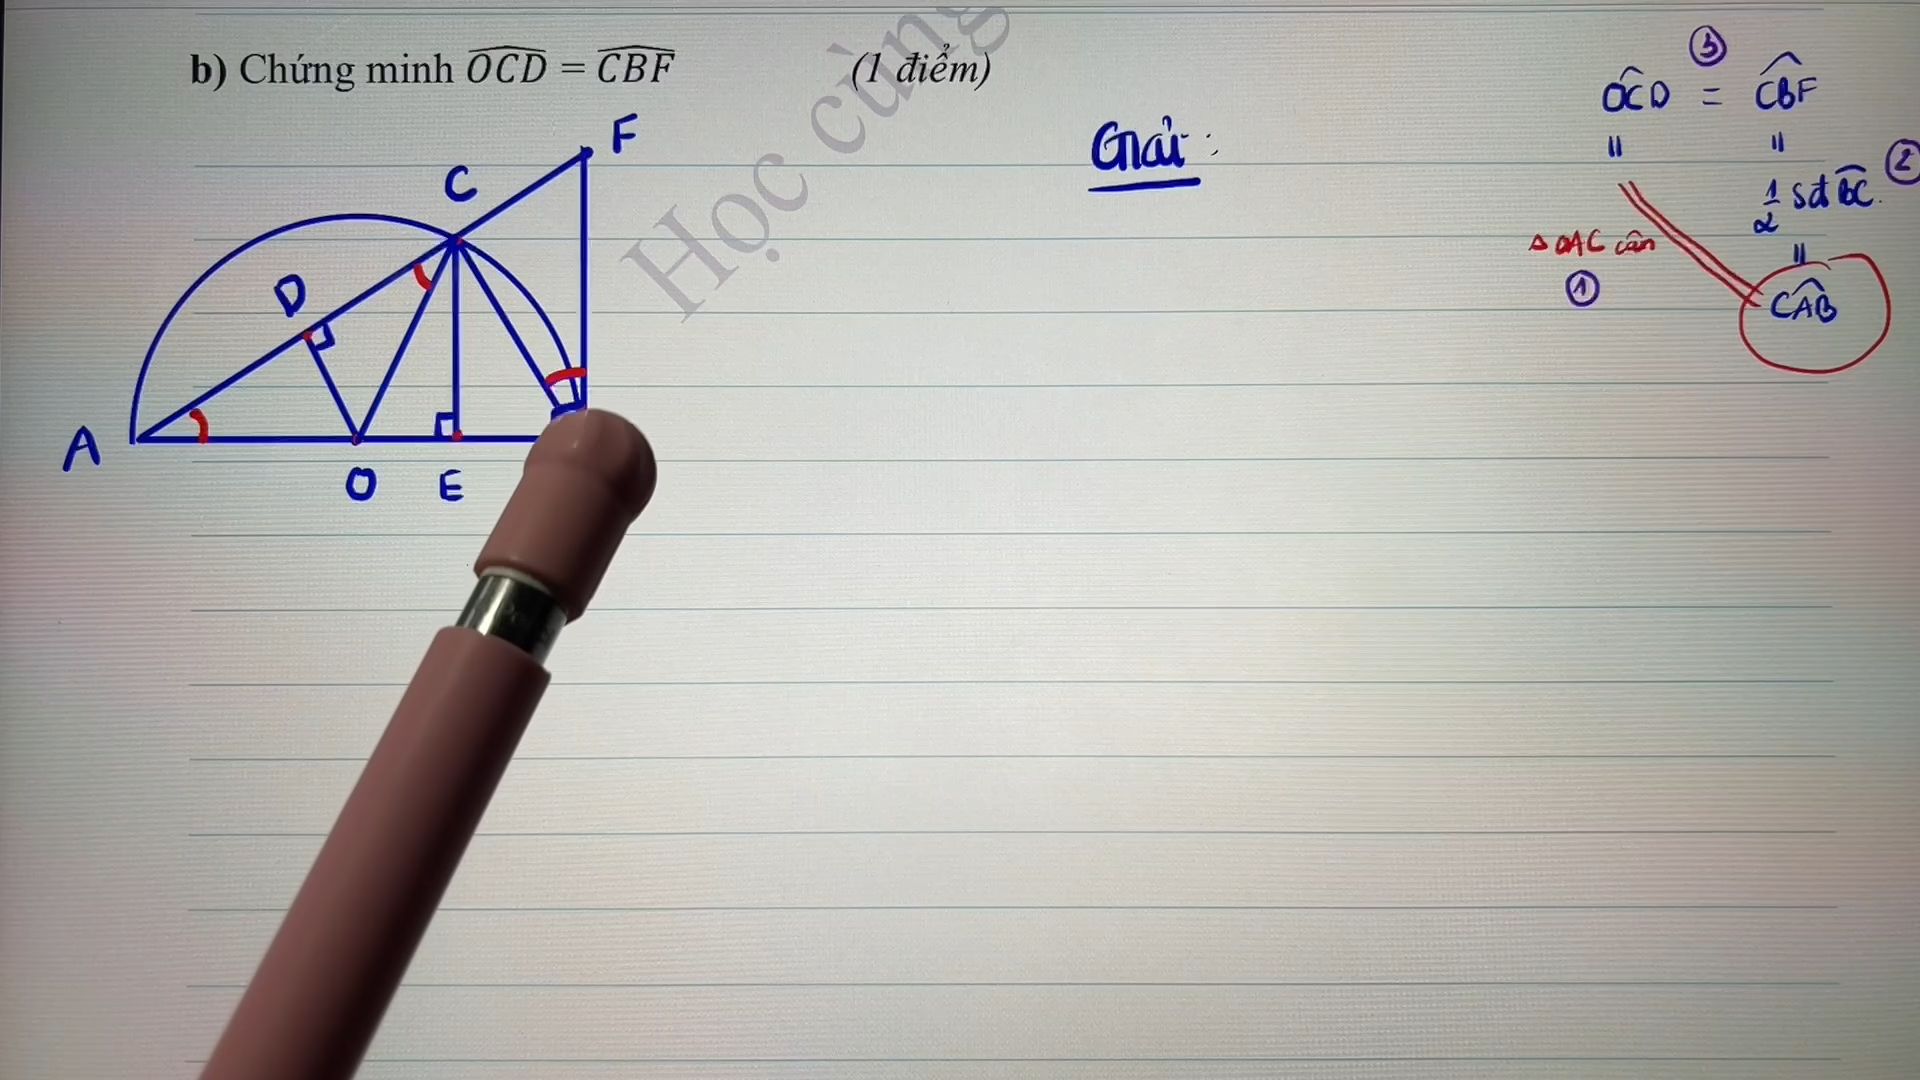 b) Chứng minh OCD = CBF (1 điểm)
Học cùng
F
C
D
A
O
E
Giải:
③
OCD = CBF
"
"
②
1/2 sđ BC.
Δ OAC cân
"
①
CAB